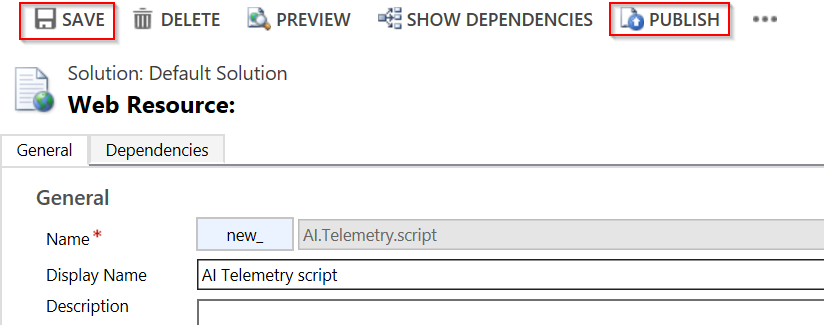 SAVE DELETE PREVIEW SHOW DEPENDENCIES PUBLISH •••
Solution: Default Solution
Web Resource:
General Dependencies
General
Name* new_ AI.Telemetry.script
Display Name AI Telemetry script
Description